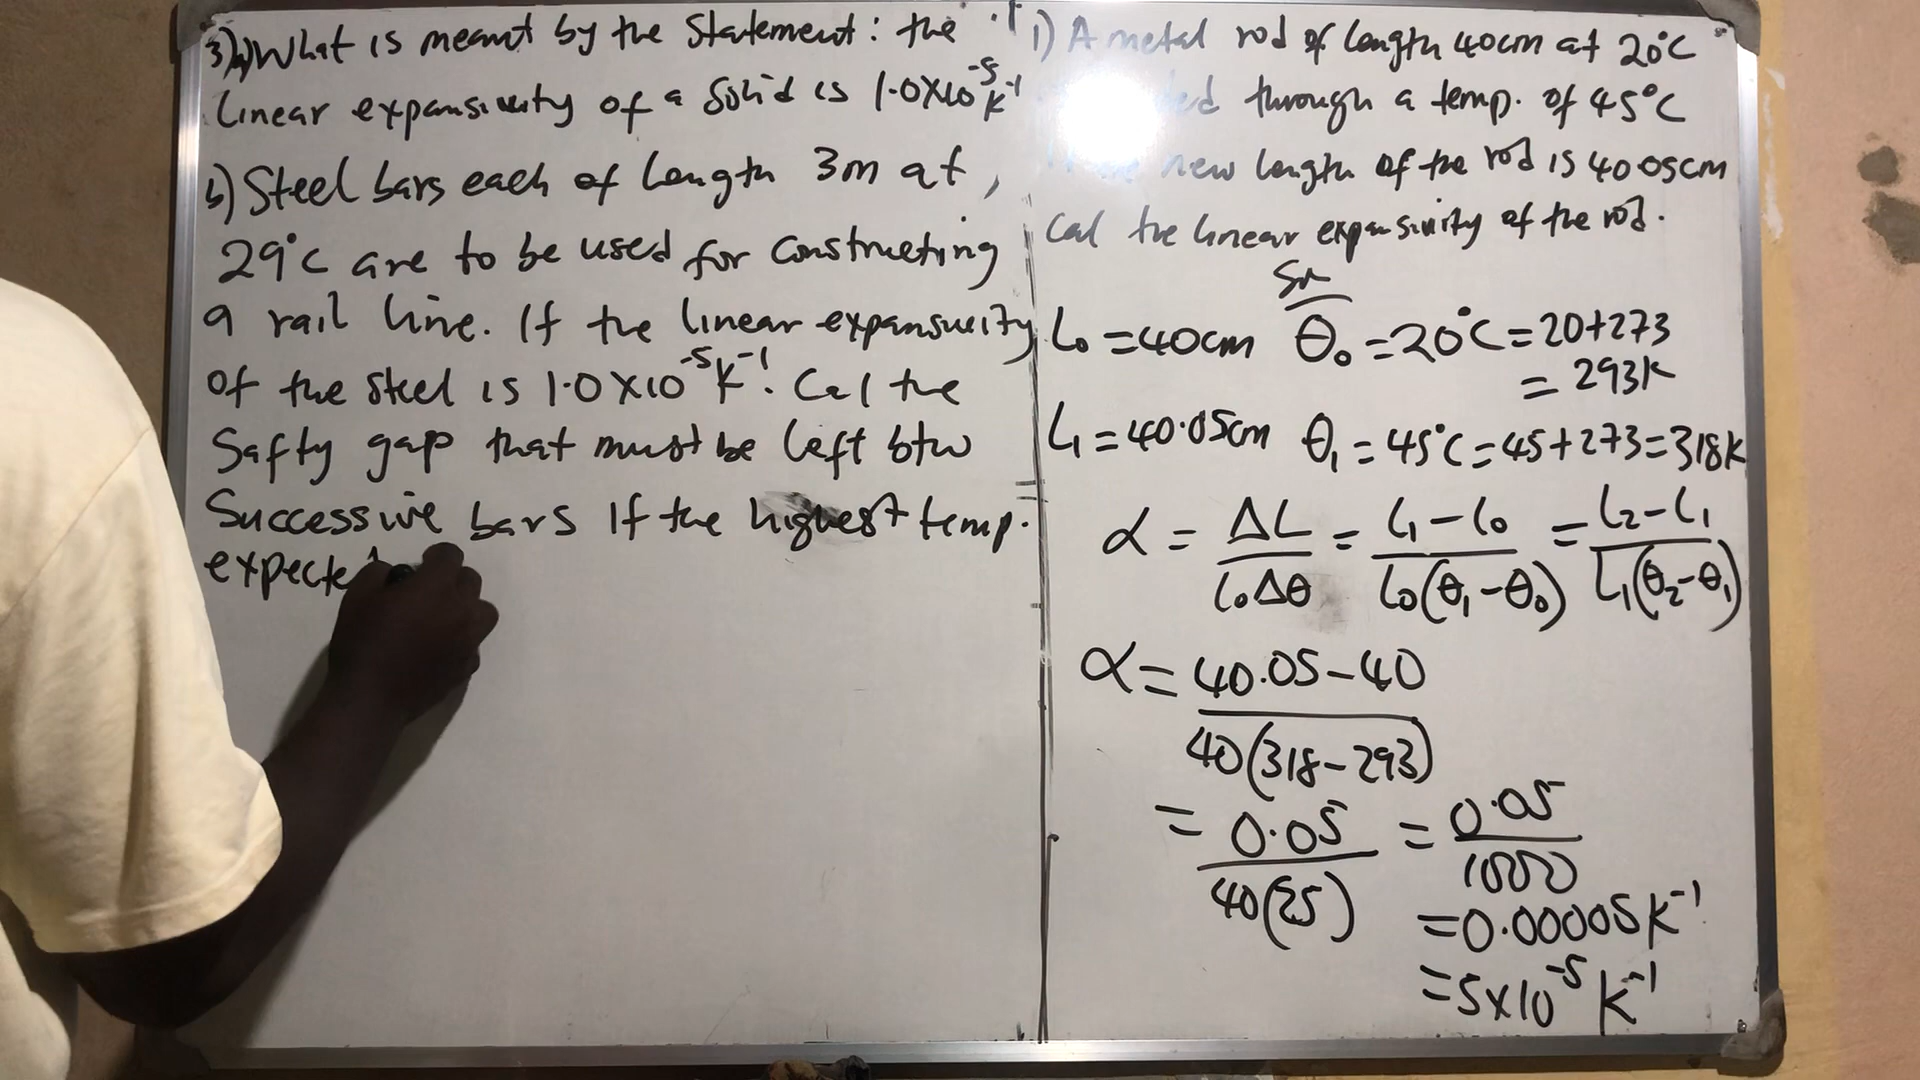 3)a) What is meant by the Statement: the
linear expansivity of a solid is 1.0X10⁻⁵K⁻¹
b) Steel bars each of length 3m at
29°C are to be used for constructing
a rail line. If the linear expansivity
of the steel is 1.0X10⁻⁵K⁻¹. Cal the
Safty gap that must be left btw
Successive bars If the highest temp.
expected
1) A metal rod of length 40cm at 20°C
through a temp. of 45°C
new length of the rod is 40.05cm
Cal the linear expansivity of the rod.
Sn
L₀ = 40cm θ₀ = 20°C = 20+273
= 293K
L₁ = 40.05cm θ₁ = 45°C = 45+273 = 318K
α = ΔL/L₀Δθ = L₁-L₀/L₀(θ₁-θ₀) = L₂-L₁/L₁(θ₂-θ₁)
α = 40.05-40
40(318-293)
= 0.05/40(25) = 0.05/1000
= 0.00005K⁻¹
= 5x10⁻⁵K⁻¹